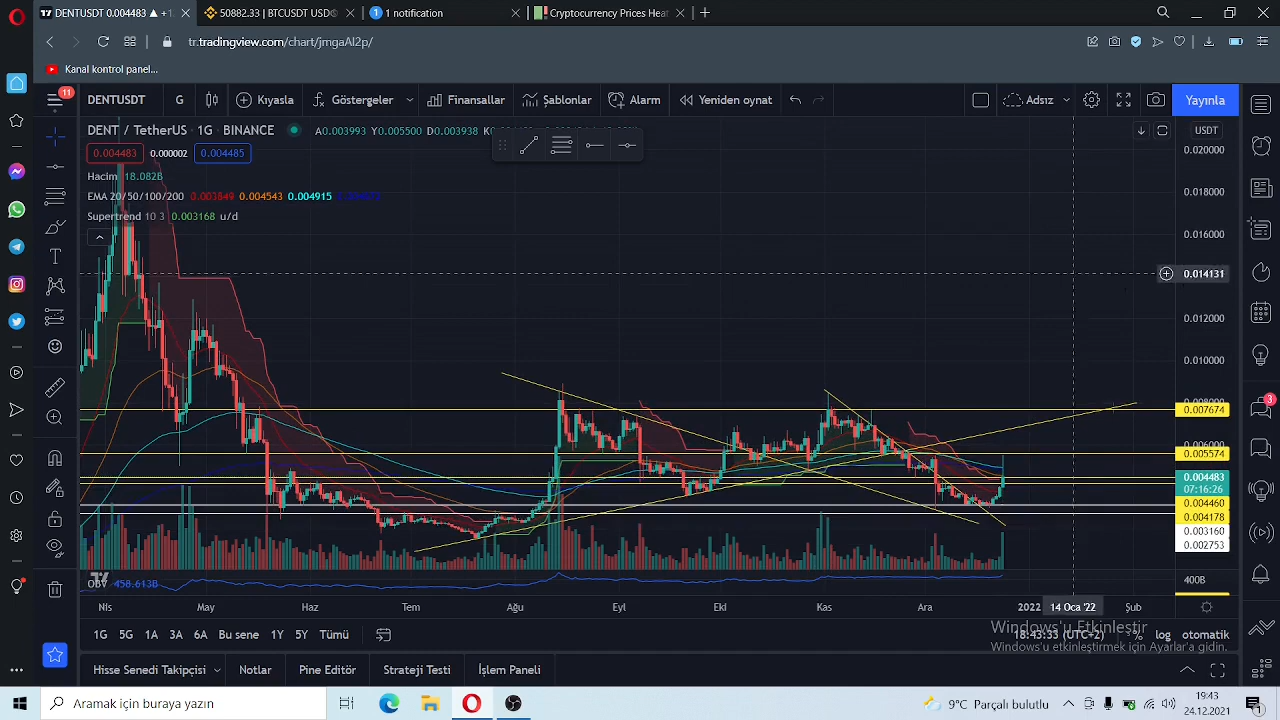 DENTUSDT 0.004483 ▲ +1
50882.33 | BTCUSDT USD
1 notification
Cryptocurrency Prices Heat
tr.tradingview.com/chart/jmgaAl2p/
Kanal kontrol panel...
11
DENTUSDT
G
Kıyasla
Göstergeler
Finansallar
Şablonlar
Alarm
Yeniden oynat
Adsız
Yayınla
DENT / TetherUS · 1G · BINANCE
A0.003993 Y0.005500 D0.003938
USDT
0.004483
0.000002
0.004485
Hacim 18.082B
EMA 20/50/100/200 0.003849 0.004543 0.004915
Supertrend 10 3 0.003168 u/d
0.020000
0.018000
0.016000
0.014131
0.012000
0.010000
0.007674
0.005574
0.004483
07:16:26
0.004460
0.004178
0.003160
0.002753
3
OBV 458.613B
400B
Nis
May
Haz
Tem
Ağu
Eyl
Eki
Kas
Ara
2022
14 Oca '22
Şub
1G
5G
1A
3A
6A
Bu sene
1Y
5Y
Tümü
18:43:33 (UTC+2)
%
log
otomatik
Windows'u Etkinleştir
Windows'u etkinleştirmek için Ayarlar'a gidin.
Hisse Senedi Takipçisi
Notlar
Pine Editör
Strateji Testi
İşlem Paneli
Aramak için buraya yazın
9°C Parçalı bulutlu
19:43
24.12.2021
1